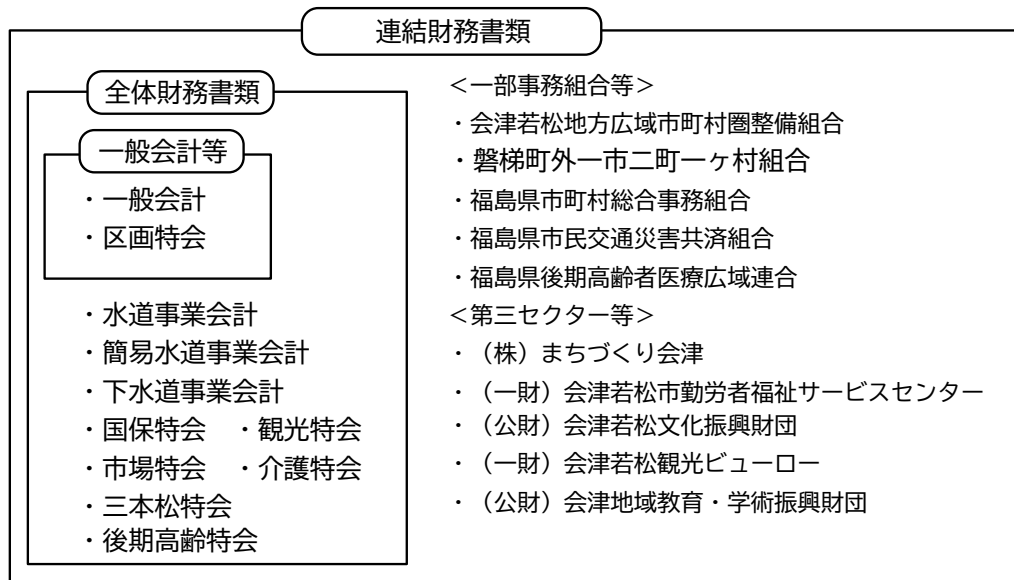 連結財務書類
全体財務書類
一般会計等
・一般会計
・区画特会
・水道事業会計
・簡易水道事業会計
・下水道事業会計
・国保特会　・観光特会
・市場特会　・介護特会
・三本松特会
・後期高齢特会
＜一部事務組合等＞
・会津若松地方広域市町村圏整備組合
・磐梯町外一市二町一ヶ村組合
・福島県市町村総合事務組合
・福島県市民交通災害共済組合
・福島県後期高齢者医療広域連合
＜第三セクター等＞
・（株）まちづくり会津
・（一財）会津若松市勤労者福祉サービスセンター
・（公財）会津若松文化振興財団
・（一財）会津若松観光ビューロー
・（公財）会津地域教育・学術振興財団